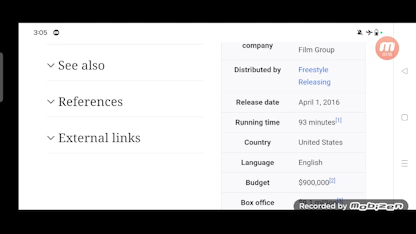 3:05
See also
References
External links
company
Film Group
Distributed by Freestyle
Releasing
Release date April 1, 2016
Running time 93 minutes[1]
Country United States
Language English
Budget $900,000[2]
Box office
Recorded by MOBIZEN